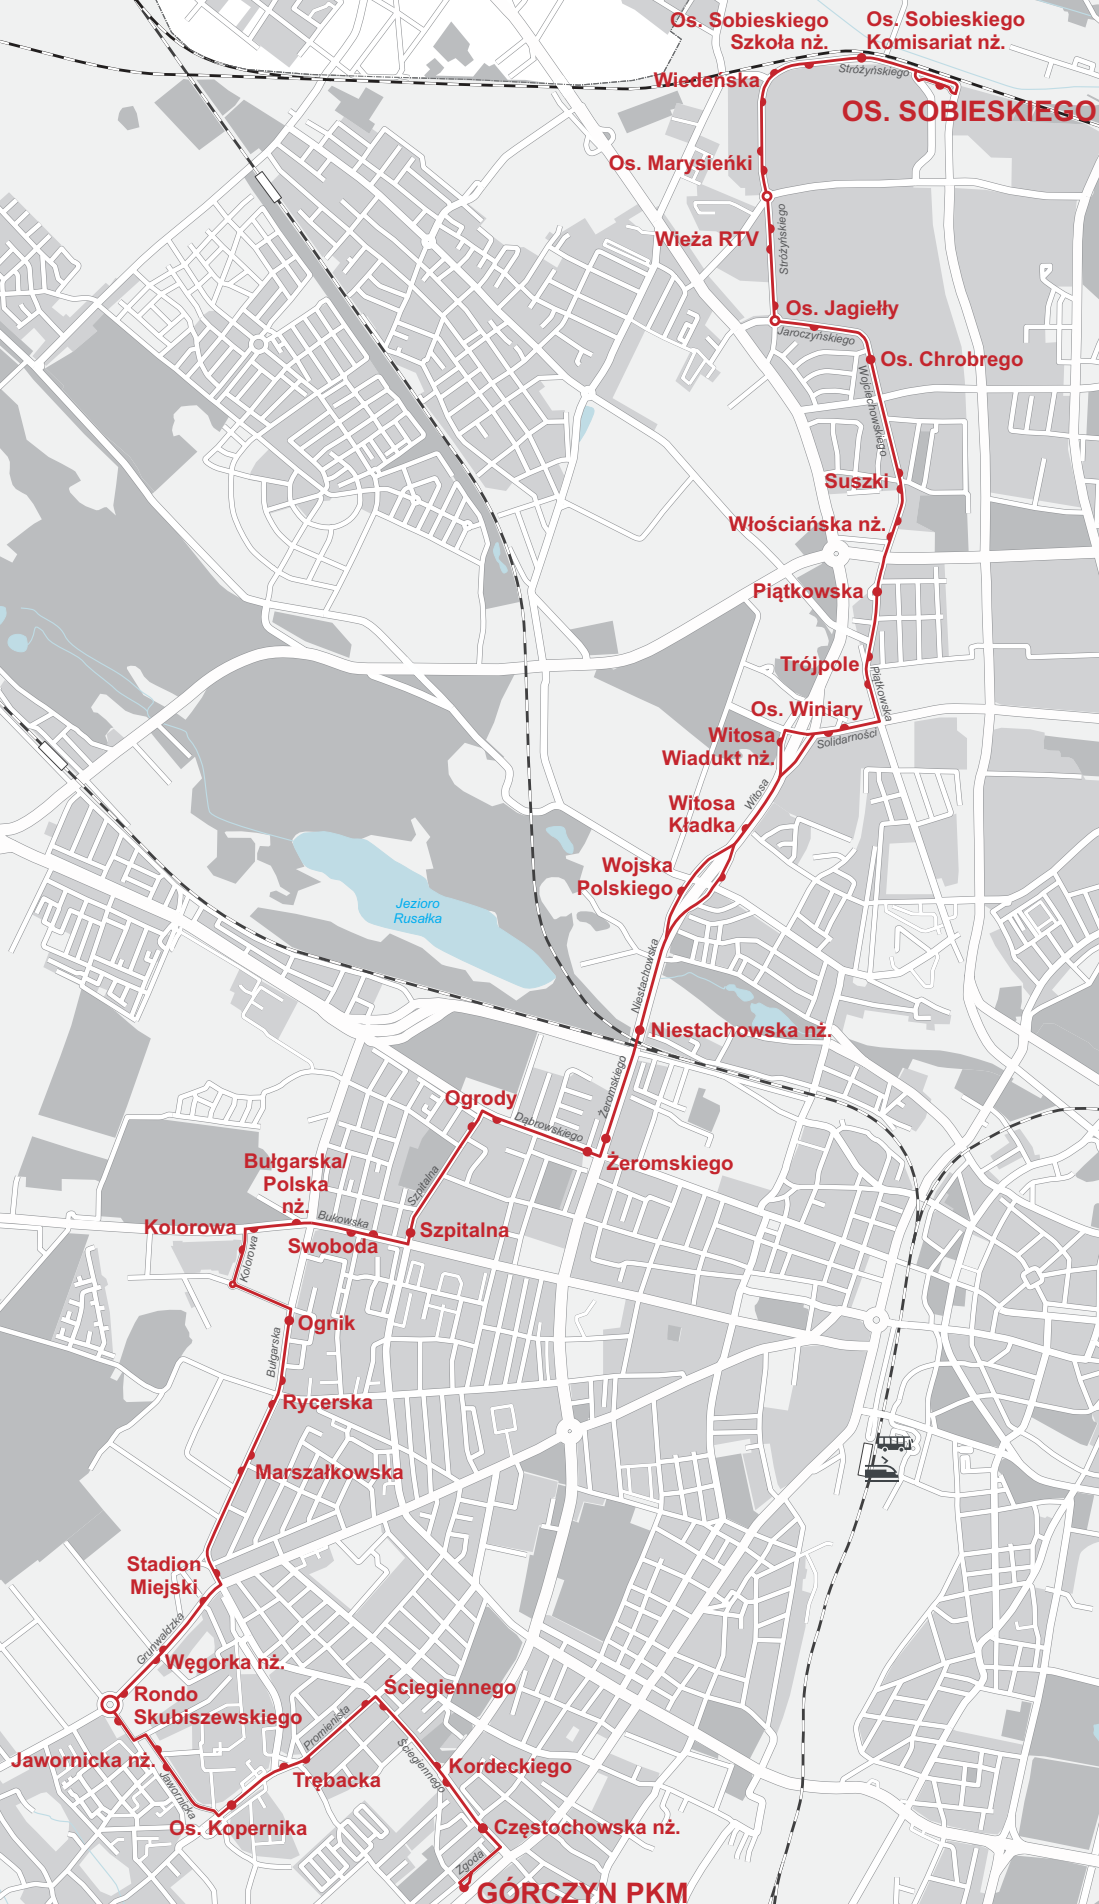 Os. Sobieskiego
Szkoła nż.
Os. Sobieskiego
Komisariat nż.
Stróżyńskiego
Wiedeńska
OS. SOBIESKIEGO
Os. Marysieńki
Stróżyńskiego
Wieża RTV
Os. Jagiełły
Jaroczyńskiego
Os. Chrobrego
Wojciechowskiego
Suszki
Włościańska nż.
Piątkowska
Trójpole
Piątkowska
Os. Winiary
Solidarności
Witosa
Wiadukt nż.
Witosa
Witosa
Kładka
Wojska
Polskiego
Jezioro
Rusałka
Niestachowska
Niestachowska nż.
Żeromskiego
Ogrody
Dąbrowskiego
Żeromskiego
Szpitalna
Bułgarska/
Polska
nż.
Bukowska
Kolorowa
Swoboda
Szpitalna
Kolorowa
Ognik
Bułgarska
Rycerska
Marszałkowska
Stadion
Miejski
Grunwaldzka
Węgorka nż.
Rondo
Skubiszewskiego
Ściegiennego
Promienista
Jawornicka nż.
Jawornicka
Trębacka
Ściegiennego
Kordeckiego
Os. Kopernika
Częstochowska nż.
Zgoda
GÓRCZYN PKM